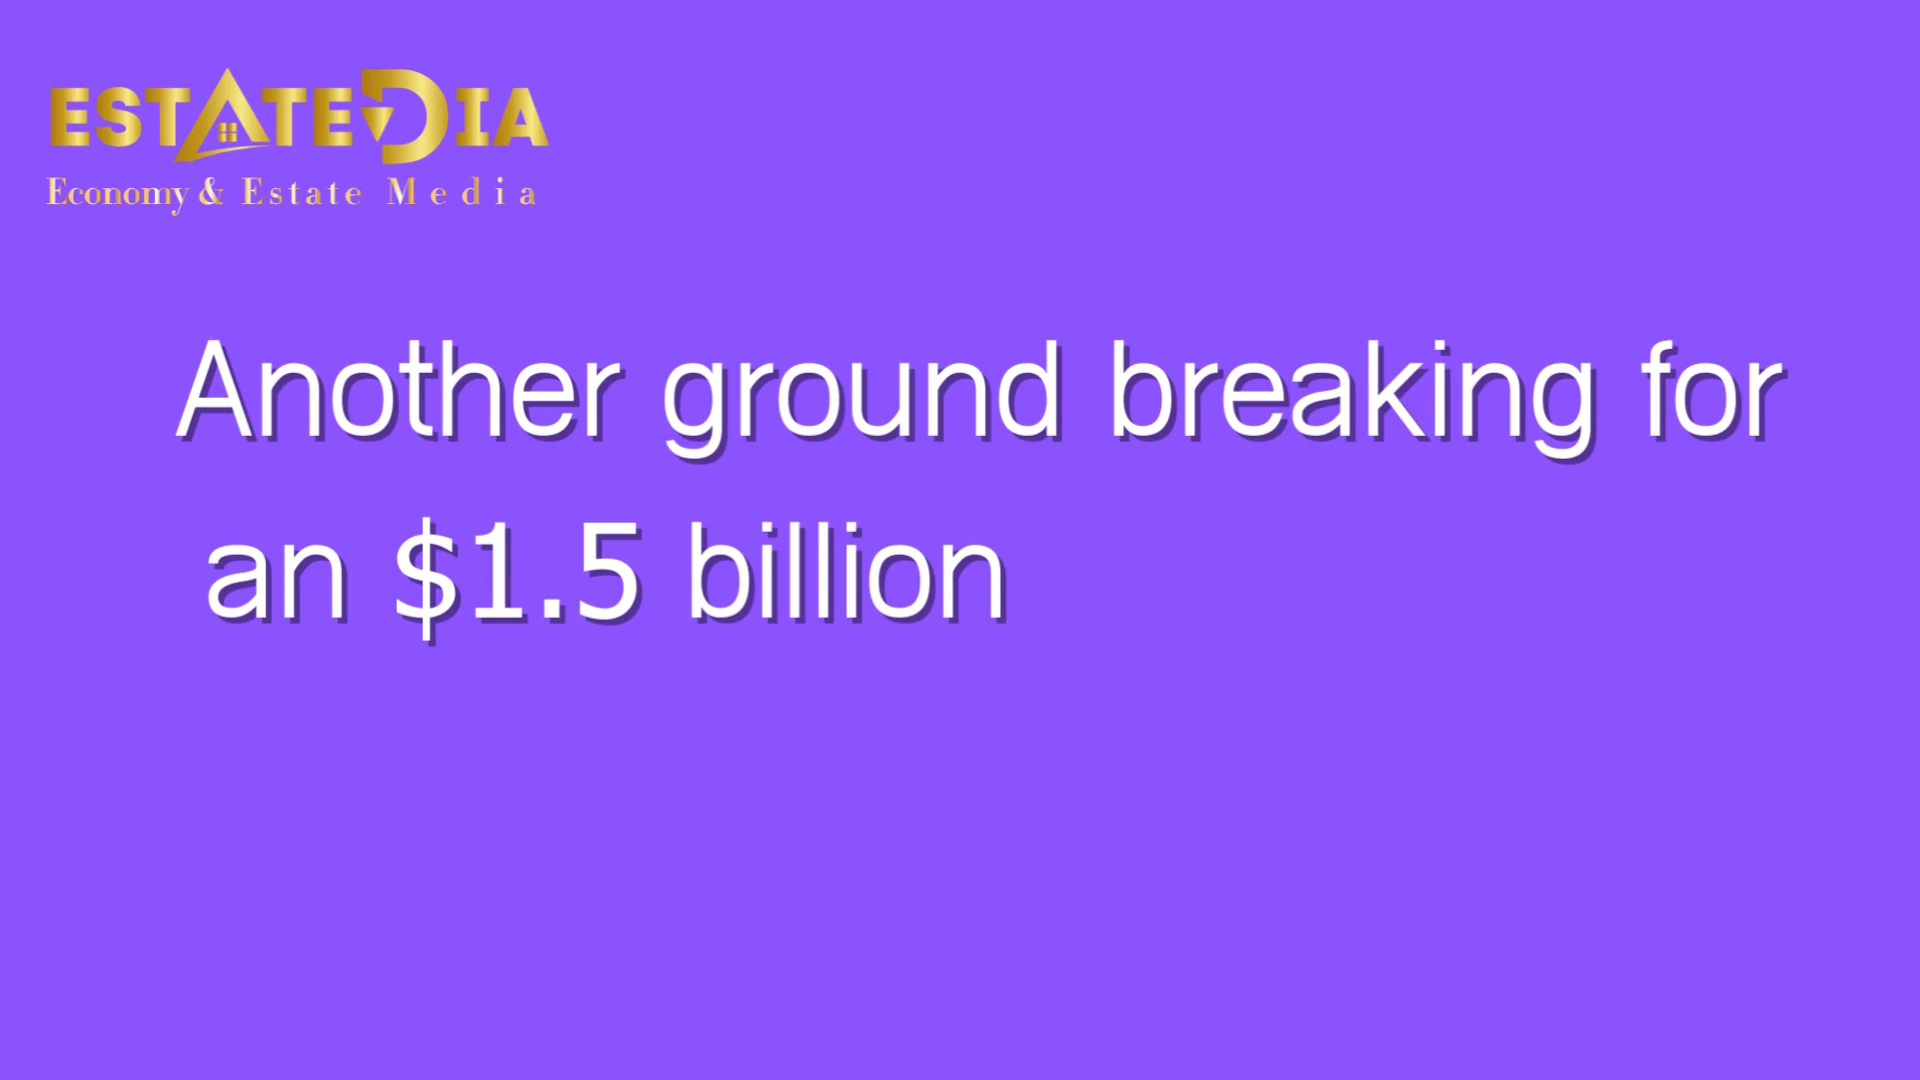 ESTATEDIA
Economy & Estate Media
Another ground breaking for
an $1.5 billion